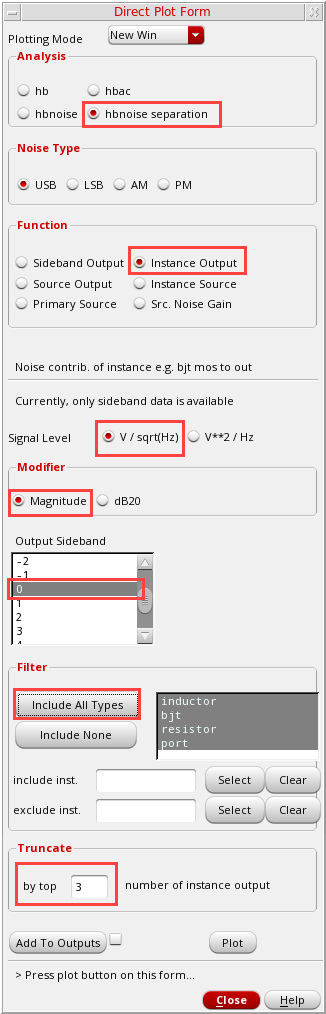 Direct Plot Form
Plotting Mode New Win
Analysis
hb hbac
hbnoise hbnoise separation
Noise Type
USB LSB AM PM
Function
Sideband Output Instance Output
Source Output Instance Source
Primary Source Src. Noise Gain
Noise contrib. of instance e.g. bjt mos to out
Currently, only sideband data is available
Signal Level V / sqrt(Hz) V**2 / Hz
Modifier
Magnitude dB20
Output Sideband
-2
-1
0
1
2
3
Filter
Include All Types
Include None
inductor
bjt
resistor
port
include inst. Select Clear
exclude inst. Select Clear
Truncate
by top 3 number of instance output
Add To Outputs Plot
> Press plot button on this form...
Close Help